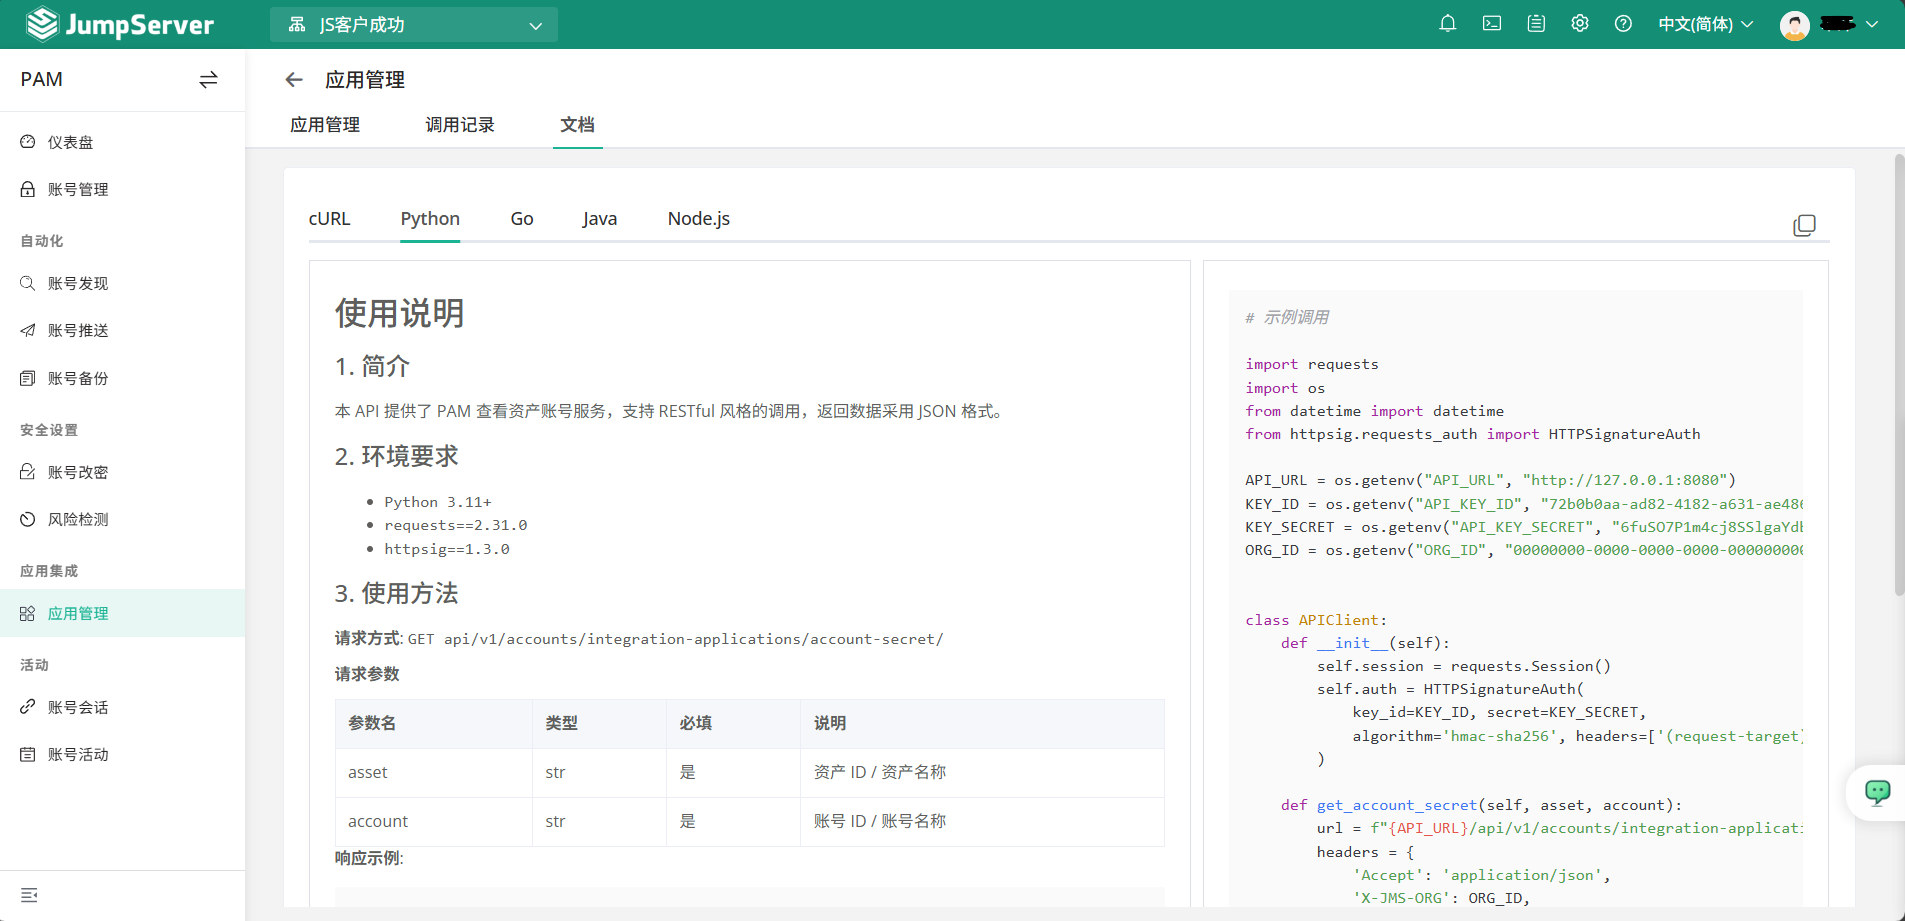 JumpServer
JS客户成功
中文(简体)
PAM
仪表盘
账号管理
自动化
账号发现
账号推送
账号备份
安全设置
账号改密
风险检测
应用集成
应用管理
活动
账号会话
账号活动
应用管理
应用管理 调用记录 文档
cURL Python Go Java Node.js
使用说明
1. 简介
本 API 提供了 PAM 查看资产账号服务，支持 RESTful 风格的调用，返回数据采用 JSON 格式。
2. 环境要求
Python 3.11+
requests==2.31.0
httpsig==1.3.0
3. 使用方法
请求方式: GET api/v1/accounts/integration-applications/account-secret/
请求参数
参数名 类型 必填 说明
asset str 是 资产 ID / 资产名称
account str 是 账号 ID / 账号名称
响应示例:
# 示例调用
import requests
import os
from datetime import datetime
from httpsig.requests_auth import HTTPSignatureAuth
API_URL = os.getenv("API_URL", "http://127.0.0.1:8080")
KEY_ID = os.getenv("API_KEY_ID", "72b0b0aa-ad82-4182-a631-ae486
KEY_SECRET = os.getenv("API_KEY_SECRET", "6fuSO7P1m4cj8SSlgaYdb
ORG_ID = os.getenv("ORG_ID", "00000000-0000-0000-0000-000000000
class APIClient:
def __init__(self):
self.session = requests.Session()
self.auth = HTTPSignatureAuth(
key_id=KEY_ID, secret=KEY_SECRET,
algorithm='hmac-sha256', headers=['(request-target)
)
def get_account_secret(self, asset, account):
url = f"{API_URL}/api/v1/accounts/integration-applicati
headers = {
'Accept': 'application/json',
'X-JMS-ORG': ORG_ID,